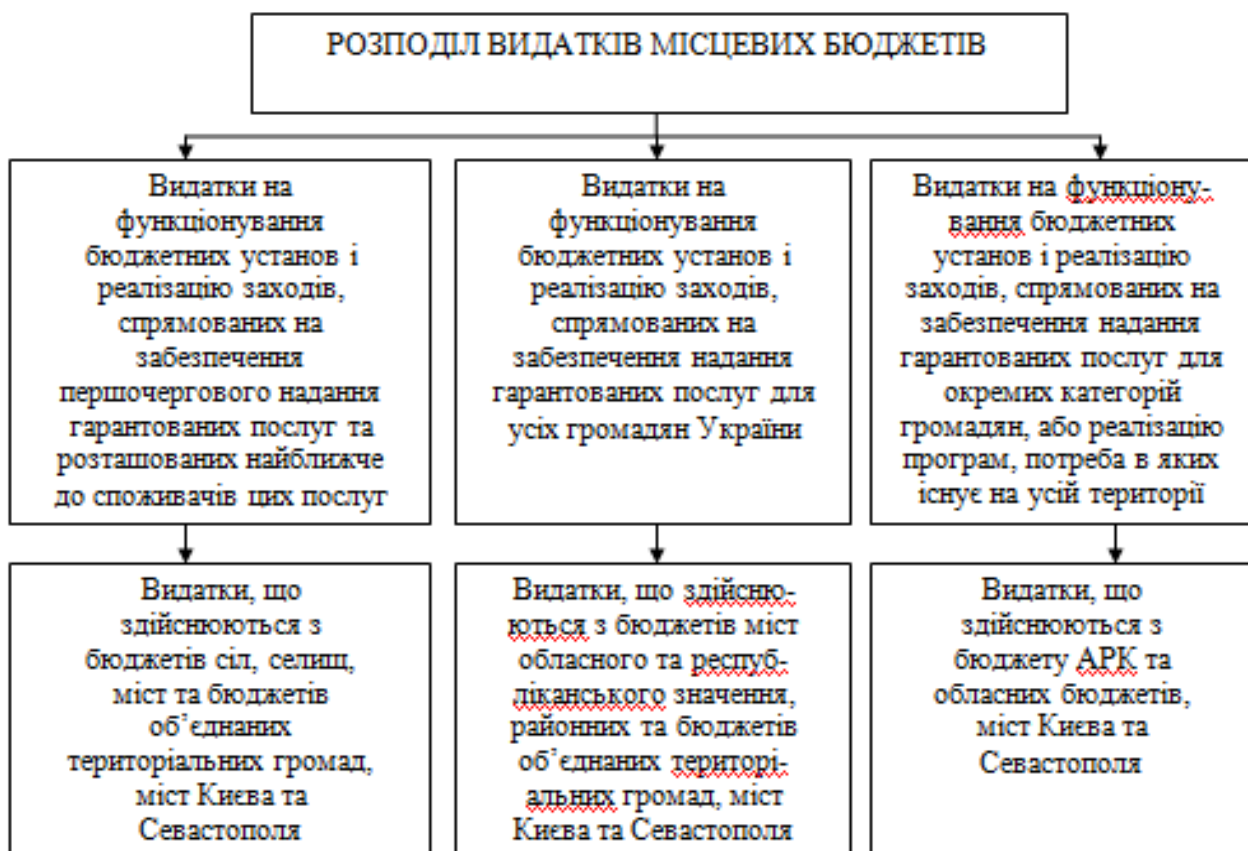 РОЗПОДІЛ ВИДАТКІВ МІСЦЕВИХ БЮДЖЕТІВ
Видатки на
функціонування
бюджетних установ і
реалізацію заходів,
спрямованих на
забезпечення
першочергового надання
гарантованих послуг та
розташованих найближче
до споживачів цих послуг
Видатки на
функціонування
бюджетних установ і
реалізацію заходів,
спрямованих на
забезпечення надання
гарантованих послуг для
усіх громадян України
Видатки на функціону-
вання бюджетних
установ і реалізацію
заходів, спрямованих на
забезпечення надання
гарантованих послуг для
окремих категорій
громадян, або реалізацію
програм, потреба в яких
існує на усій території
Видатки, що
здійснюються з
бюджетів сіл, селищ,
міст та бюджетів
об’єднаних
територіальних громад,
міст Києва та
Севастополя
Видатки, що здійсню-
ються з бюджетів міст
обласного та респуб-
ліканського значення,
районних та бюджетів
об’єднаних територі-
альних громад, міст
Києва та Севастополя
Видатки, що
здійснюються з
бюджету АРК та
обласних бюджетів,
міст Києва та
Севастополя